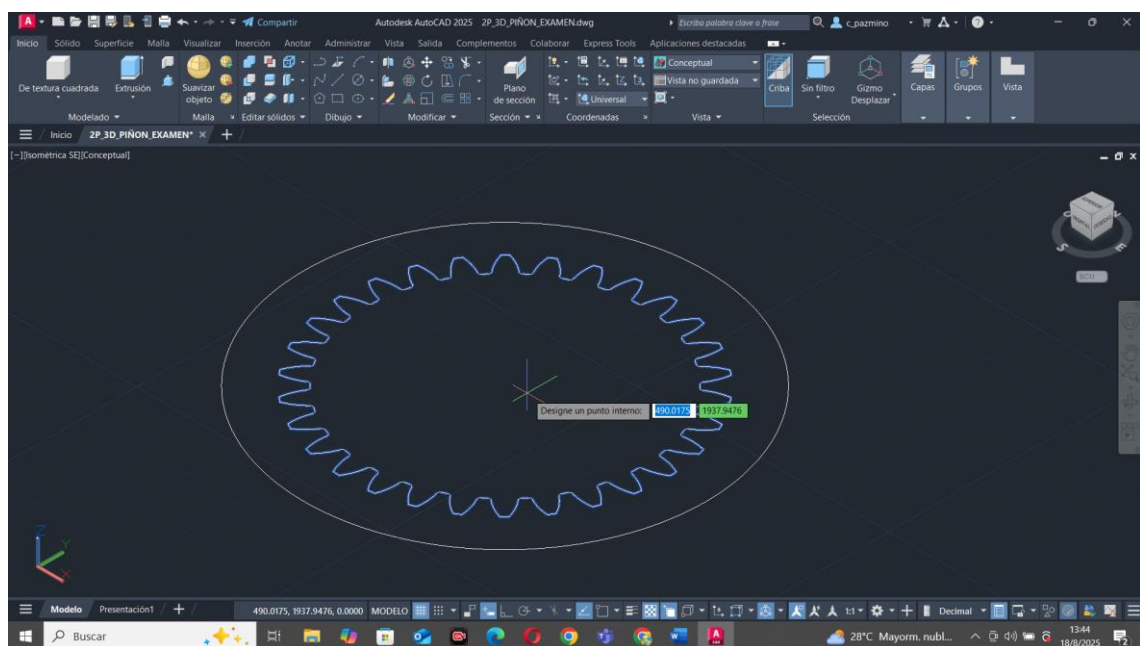 Compartir Autodesk AutoCAD 2025 2P_3D_PIÑON_EXAMEN.dwg Escriba palabra clave o frase c_pazmino
Inicio Sólido Superficie Malla Visualizar Inserción Anotar Administrar Vista Salida Complementos Colaborar Express Tools Aplicaciones destacadas
De textura cuadrada Extrusión Suavizar objeto Plano de sección Universal Conceptual Vista no guardada Criba Sin filtro Gizmo Desplazar Capas Grupos Vista
Modelado Malla Editar sólidos Dibujo Modificar Sección Coordenadas Vista Selección
Inicio 2P_3D_PIÑON_EXAMEN*
[−][Isométrica SE][Conceptual]
SCU
Designe un punto interno: 490.0175 1937.9476
Z
Y
X
Modelo Presentación1 490.0175, 1937.9476, 0.0000 MODELO 1:1 Decimal
Buscar 28°C Mayorm. nubl... 13:44
18/8/2025